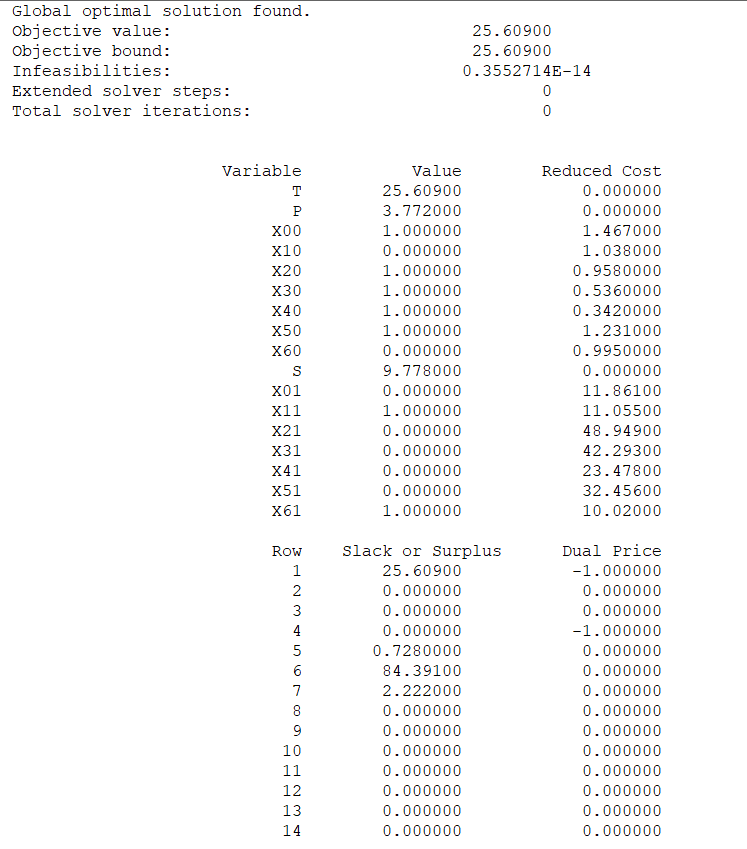 Global optimal solution found.
Objective value: 25.60900
Objective bound: 25.60900
Infeasibilities: 0.3552714E-14
Extended solver steps: 0
Total solver iterations: 0
Variable Value Reduced Cost
T 25.60900 0.000000
P 3.772000 0.000000
X00 1.000000 1.467000
X10 0.000000 1.038000
X20 1.000000 0.9580000
X30 1.000000 0.5360000
X40 1.000000 0.3420000
X50 1.000000 1.231000
X60 0.000000 0.9950000
S 9.778000 0.000000
X01 0.000000 11.86100
X11 1.000000 11.05500
X21 0.000000 48.94900
X31 0.000000 42.29300
X41 0.000000 23.47800
X51 0.000000 32.45600
X61 1.000000 10.02000
Row Slack or Surplus Dual Price
1 25.60900 -1.000000
2 0.000000 0.000000
3 0.000000 0.000000
4 0.000000 -1.000000
5 0.7280000 0.000000
6 84.39100 0.000000
7 2.222000 0.000000
8 0.000000 0.000000
9 0.000000 0.000000
10 0.000000 0.000000
11 0.000000 0.000000
12 0.000000 0.000000
13 0.000000 0.000000
14 0.000000 0.000000